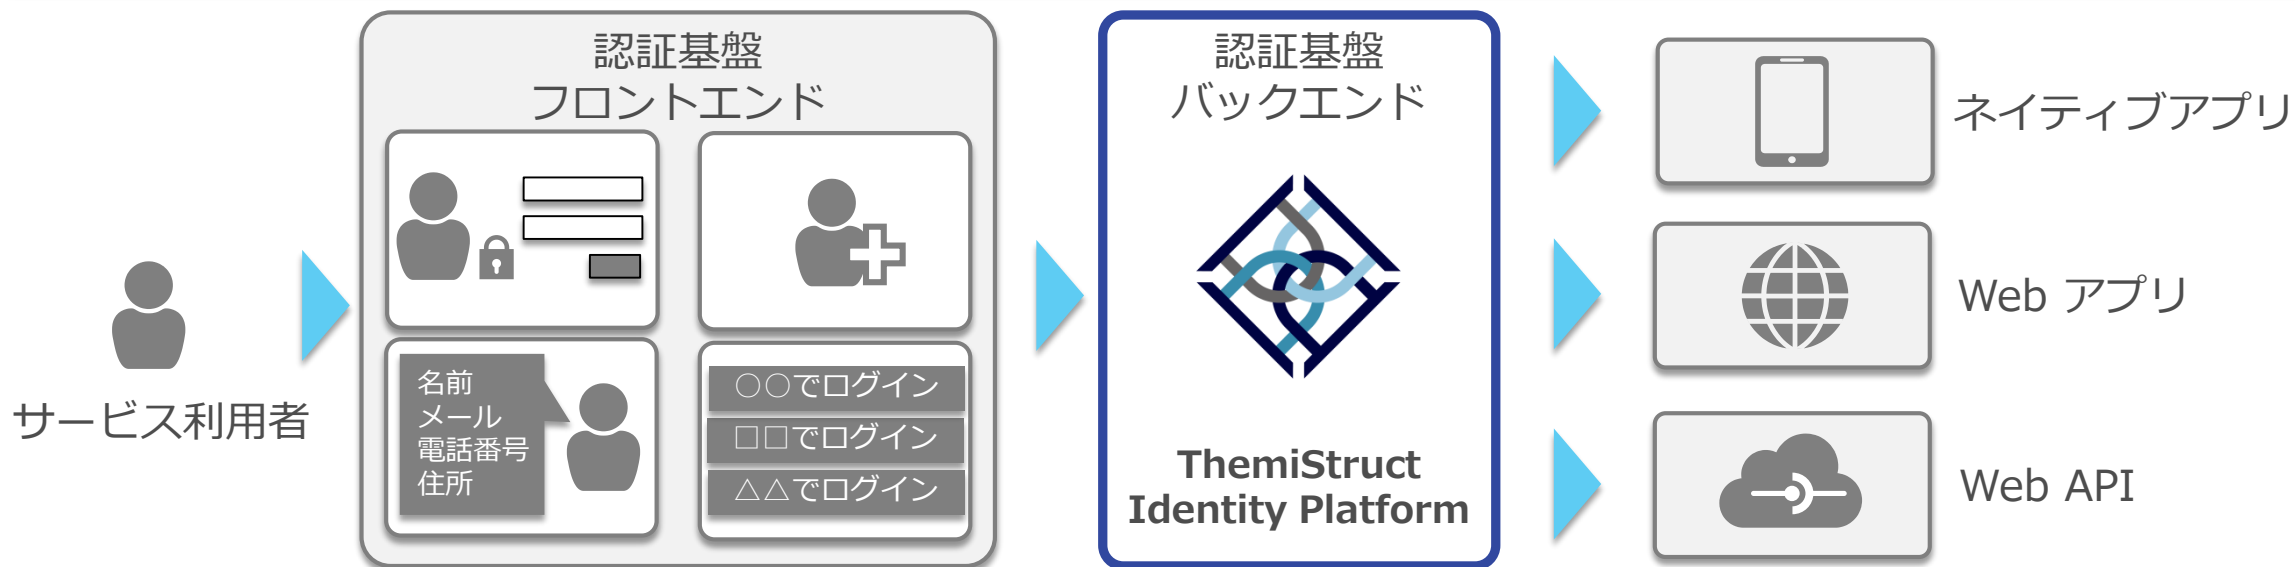 サービス利用者
認証基盤
フロントエンド
名前
メール
電話番号
住所
○○でログイン
□□でログイン
△△でログイン
認証基盤
バックエンド
ThemiStruct
Identity Platform
ネイティブアプリ
Web アプリ
Web API